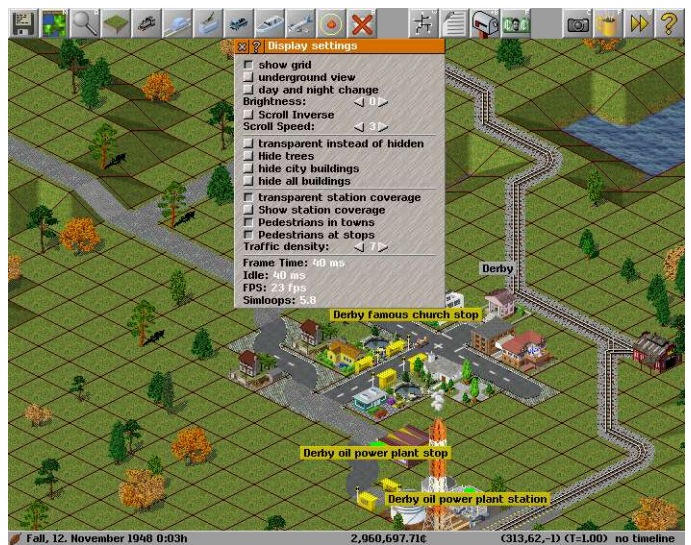 Display settings
show grid
underground view
day and night change
Brightness: 0
Scroll Inverse
Scroll Speed: 3
transparent instead of hidden
Hide trees
hide city buildings
hide all buildings
transparent station coverage
Show station coverage
Pedestrians in towns
Pedestrians at stops
Traffic density: 7
Frame Time: 40 ms
Idle: 40 ms
FPS: 23 fps
Simloops: 5.8
Derby
Derby famous church stop
Derby oil power plant stop
Derby oil power plant station
Fall, 12. November 1948 0:03h 2,960,697.71¢ (313,62,-1) (T=1.00) no timeline